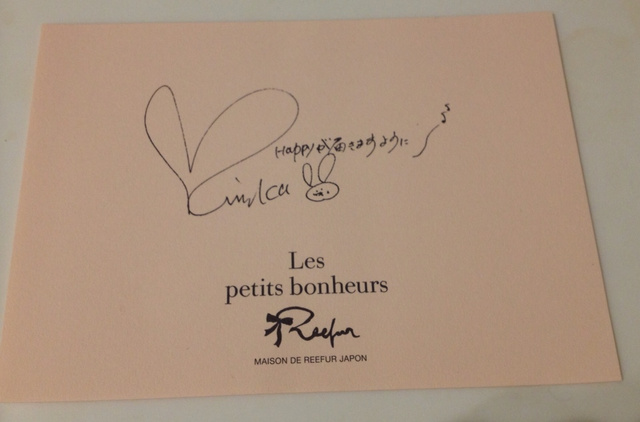 Happyが届きますように
Rinka
Les
petits bonheurs
Reefur
MAISON DE REEFUR JAPON